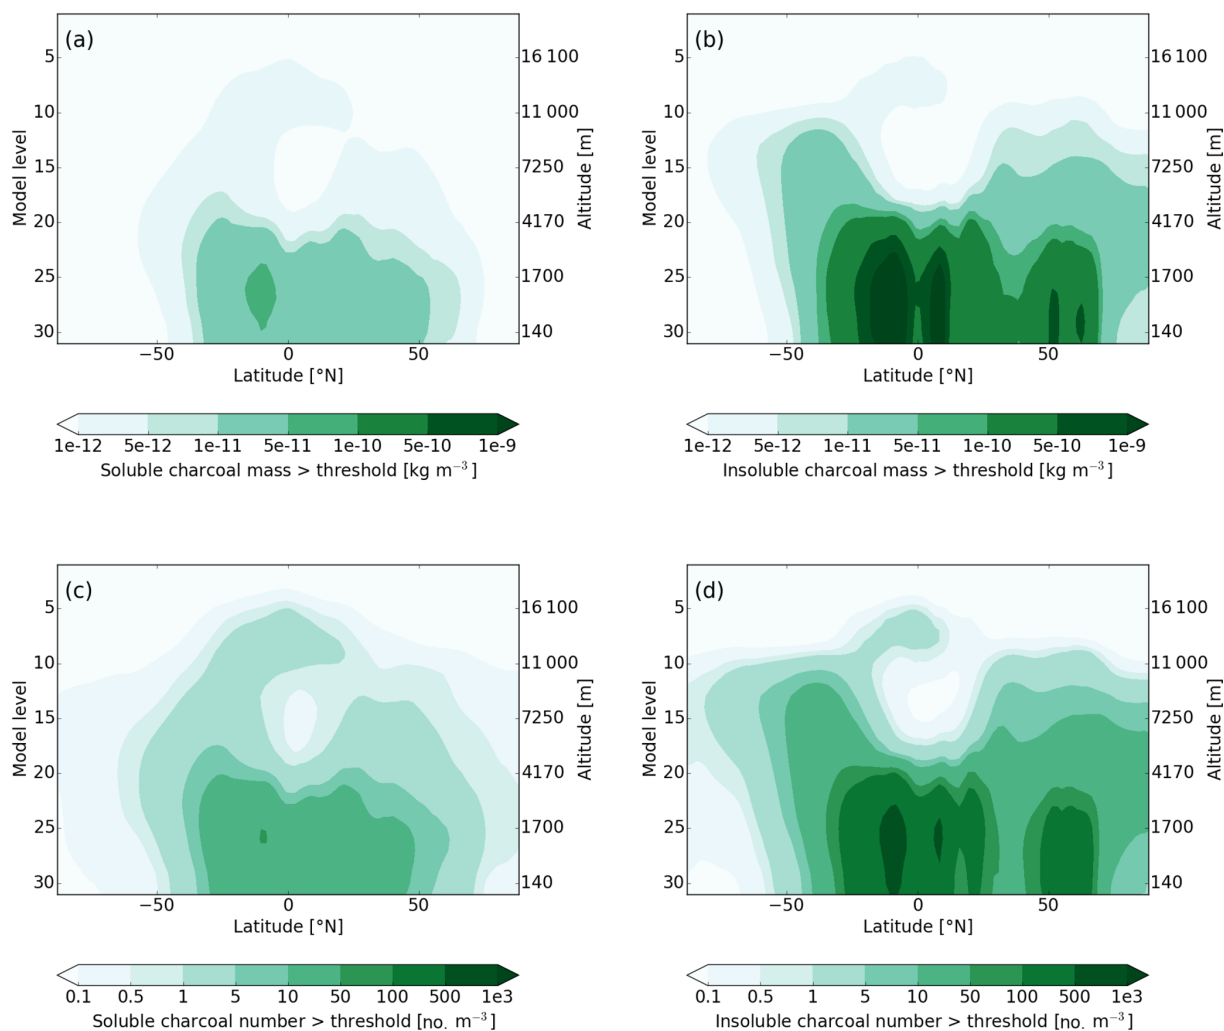 (a)
Model level
5
10
15
20
25
30
16 100
11 000
7250
4170
1700
140
Altitude [m]
−50
0
50
Latitude [°N]
1e-12
5e-12
1e-11
5e-11
1e-10
5e-10
1e-9
Soluble charcoal mass > threshold [kg m⁻³]
(b)
Model level
5
10
15
20
25
30
16 100
11 000
7250
4170
1700
140
Altitude [m]
−50
0
50
Latitude [°N]
1e-12
5e-12
1e-11
5e-11
1e-10
5e-10
1e-9
Insoluble charcoal mass > threshold [kg m⁻³]
(c)
Model level
5
10
15
20
25
30
16 100
11 000
7250
4170
1700
140
Altitude [m]
−50
0
50
Latitude [°N]
0.1
0.5
1
5
10
50
100
500
1e3
Soluble charcoal number > threshold [no. m⁻³]
(d)
Model level
5
10
15
20
25
30
16 100
11 000
7250
4170
1700
140
Altitude [m]
−50
0
50
Latitude [°N]
0.1
0.5
1
5
10
50
100
500
1e3
Insoluble charcoal number > threshold [no. m⁻³]